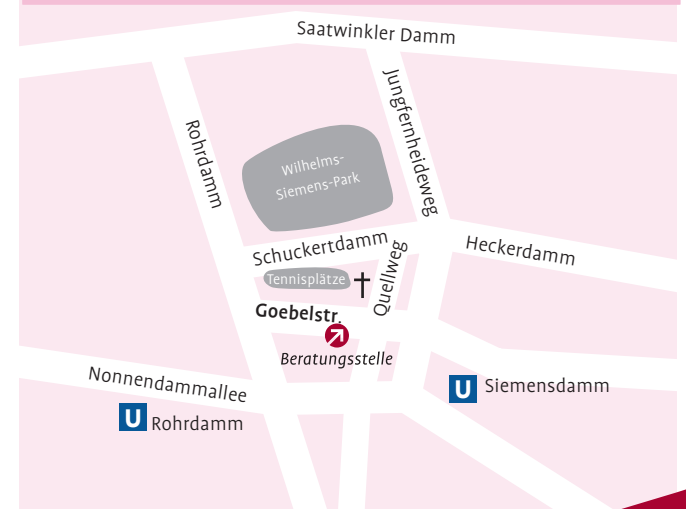 Saatwinkler Damm
Jungfernheideweg
Rohrdamm
Wilhelms-
Siemens-Park
Schuckertdamm
Heckerdamm
Quellweg
Tennisplätze
Goebelstr.
Beratungsstelle
Nonnendammallee
U Siemensdamm
U Rohrdamm